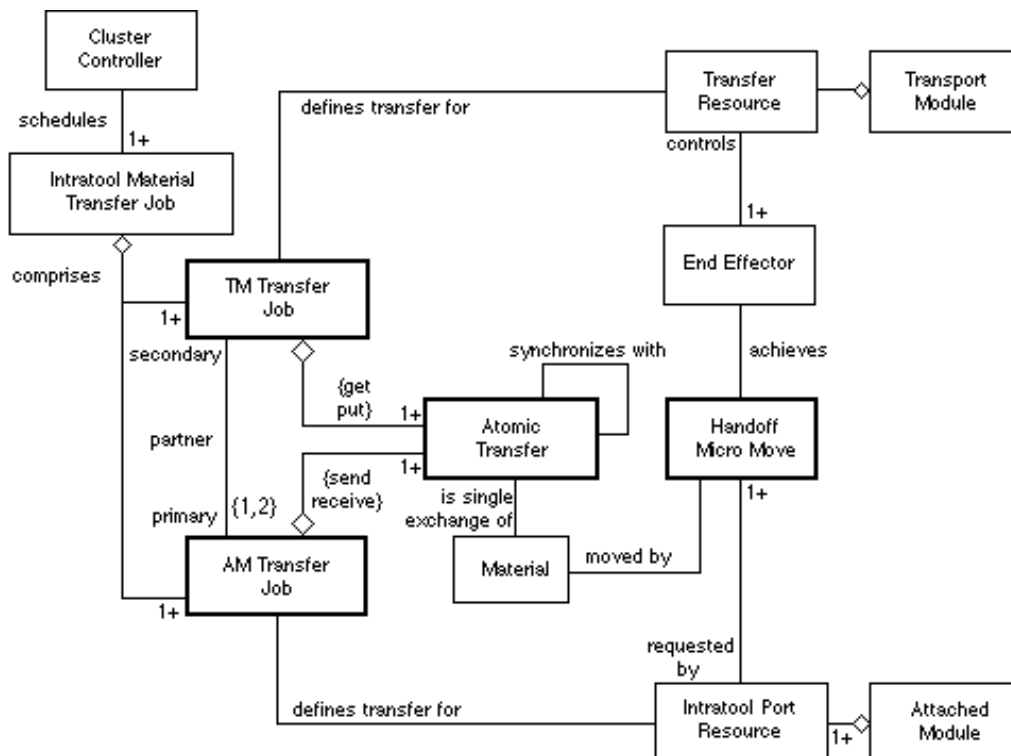 Cluster
Controller
schedules
1+
Intratool Material
Transfer Job
comprises
defines transfer for
Transfer
Resource
Transport
Module
controls
1+
End Effector
TM Transfer
Job
1+
secondary
synchronizes with
achieves
{get
put}
1+
Atomic
Transfer
Handoff
Micro Move
partner
1+
{send
receive}
is single
exchange of
1+
primary
{1,2}
Material
moved by
AM Transfer
Job
1+
requested
by
defines transfer for
Intratool Port
Resource
1+
Attached
Module